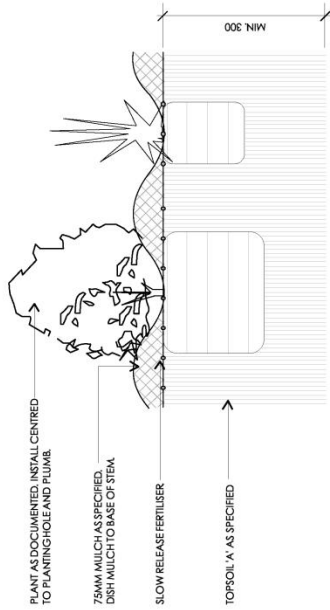 PLANT AS DOCUMENTED. INSTALL CENTRED
TO PLANTING HOLE AND PLUMB.
75MM MULCH AS SPECIFIED.
DISH MULCH TO BASE OF STEM.
SLOW RELEASE FERTILISER
TOPSOIL 'A' AS SPECIFIED
MIN. 300